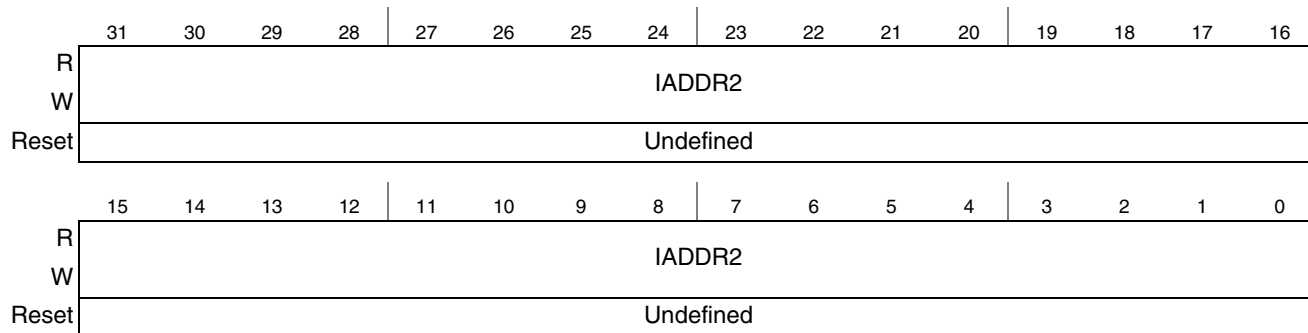 31 30 29 28 27 26 25 24 23 22 21 20 19 18 17 16
R
IADDR2
W
Reset Undefined
15 14 13 12 11 10 9 8 7 6 5 4 3 2 1 0
R
IADDR2
W
Reset Undefined